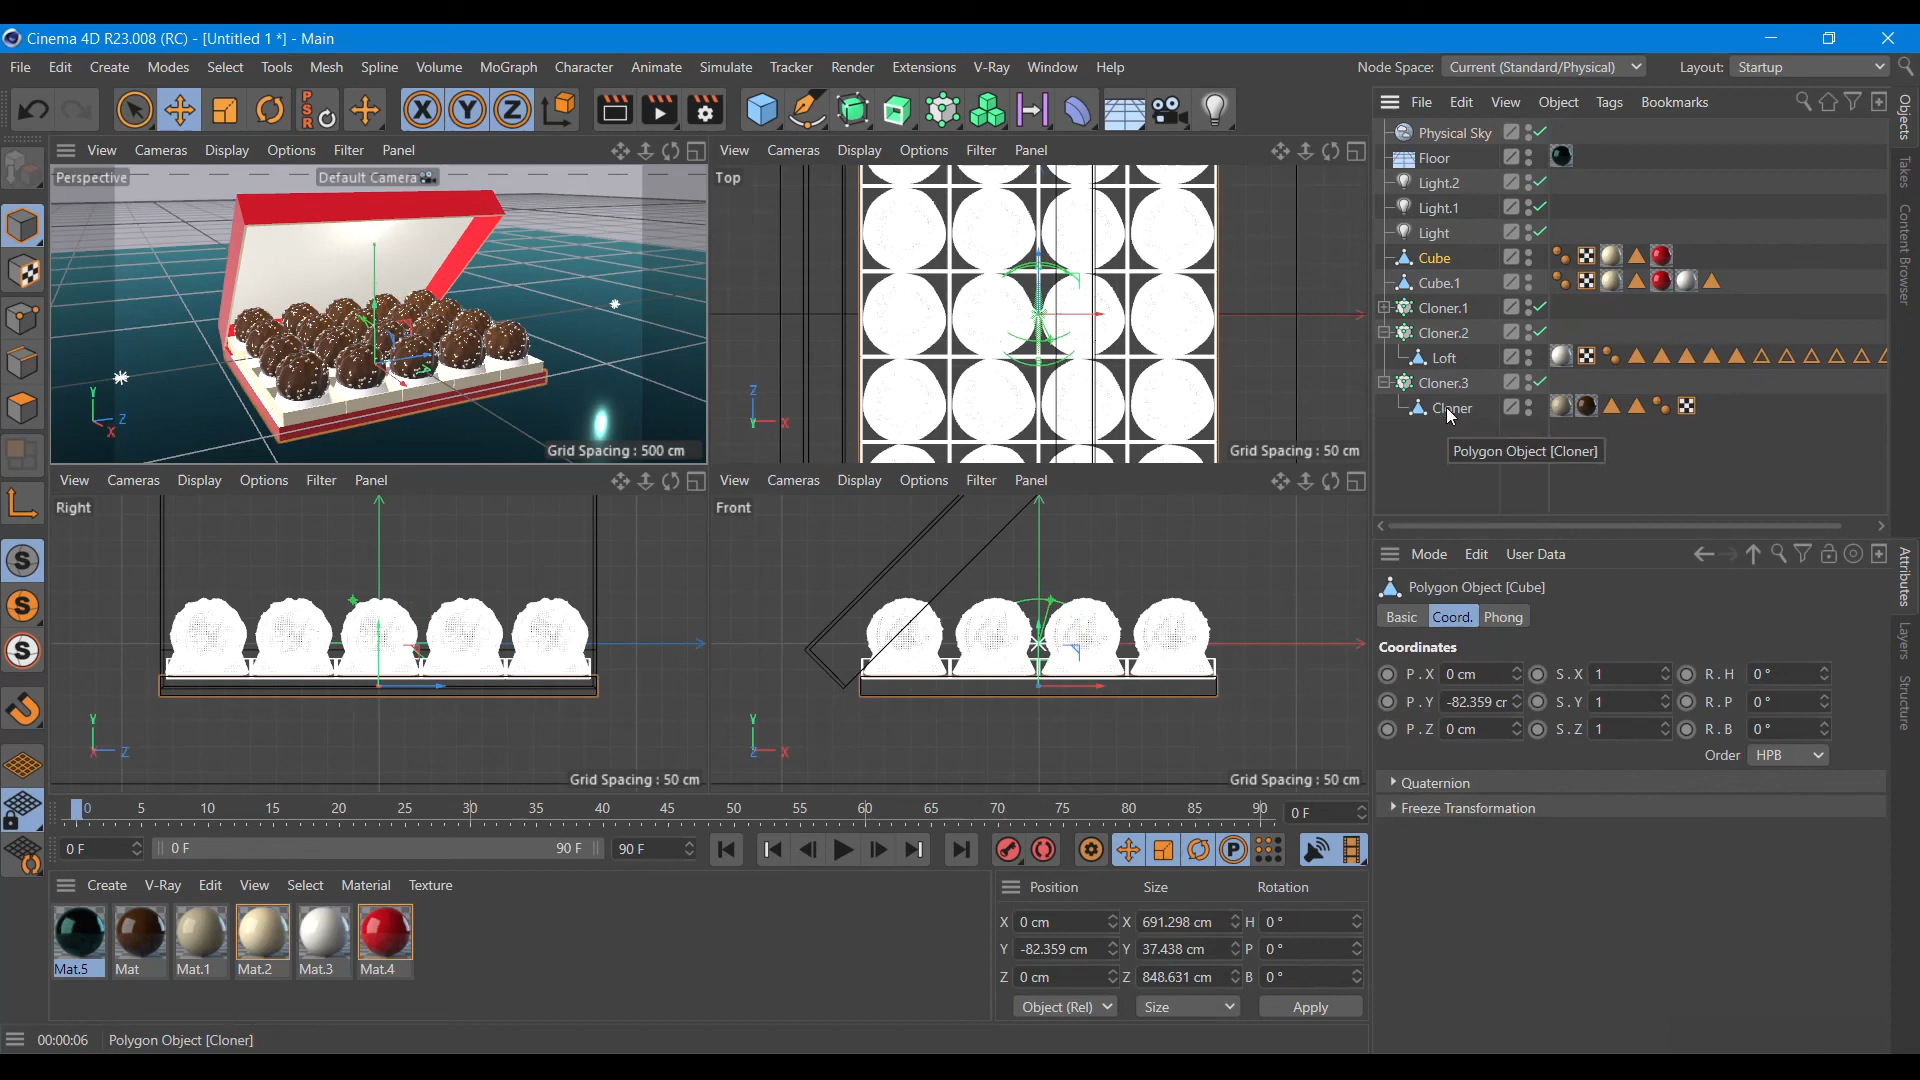 Cinema 4D R23.008 (RC) - [Untitled 1 *] - Main
File Edit Create Modes Select Tools Mesh Spline Volume MoGraph Character Animate Simulate Tracker Render Extensions V-Ray Window Help Node Space: Current (Standard/Physical) Layout: Startup
PSR X Y Z File Edit View Object Tags Bookmarks
View Cameras Display Options Filter Panel
View Cameras Display Options Filter Panel
Perspective Default Camera
Top
Y Z X
Grid Spacing : 500 cm
Z Y X
Grid Spacing : 50 cm
View Cameras Display Options Filter Panel
View Cameras Display Options Filter Panel
Right
Front
Y X Z
Grid Spacing : 50 cm
Y Z X
Grid Spacing : 50 cm
Physical Sky
Floor
Light.2
Light.1
Light
Cube
Cube.1
Cloner.1
Cloner.2
Loft
Cloner.3
Cloner
Polygon Object [Cloner]
Objects
Takes
Content Browser
Attributes
Layers
Structure
Mode Edit User Data
Polygon Object [Cube]
Basic Coord. Phong
Coordinates
P . X 0 cm S . X 1 R . H 0 °
P . Y -82.359 cr S . Y 1 R . P 0 °
P . Z 0 cm S . Z 1 R . B 0 °
Order HPB
Quaternion
Freeze Transformation
0 5 10 15 20 25 30 35 40 45 50 55 60 65 70 75 80 85 90 0 F
0 F 0 F 90 F 90 F
Create V-Ray Edit View Select Material Texture
Mat.5 Mat Mat.1 Mat.2 Mat.3 Mat.4
Position Size Rotation
X 0 cm X 691.298 cm H 0 °
Y -82.359 cm Y 37.438 cm P 0 °
Z 0 cm Z 848.631 cm B 0 °
Object (Rel) Size Apply
00:00:06 Polygon Object [Cloner]